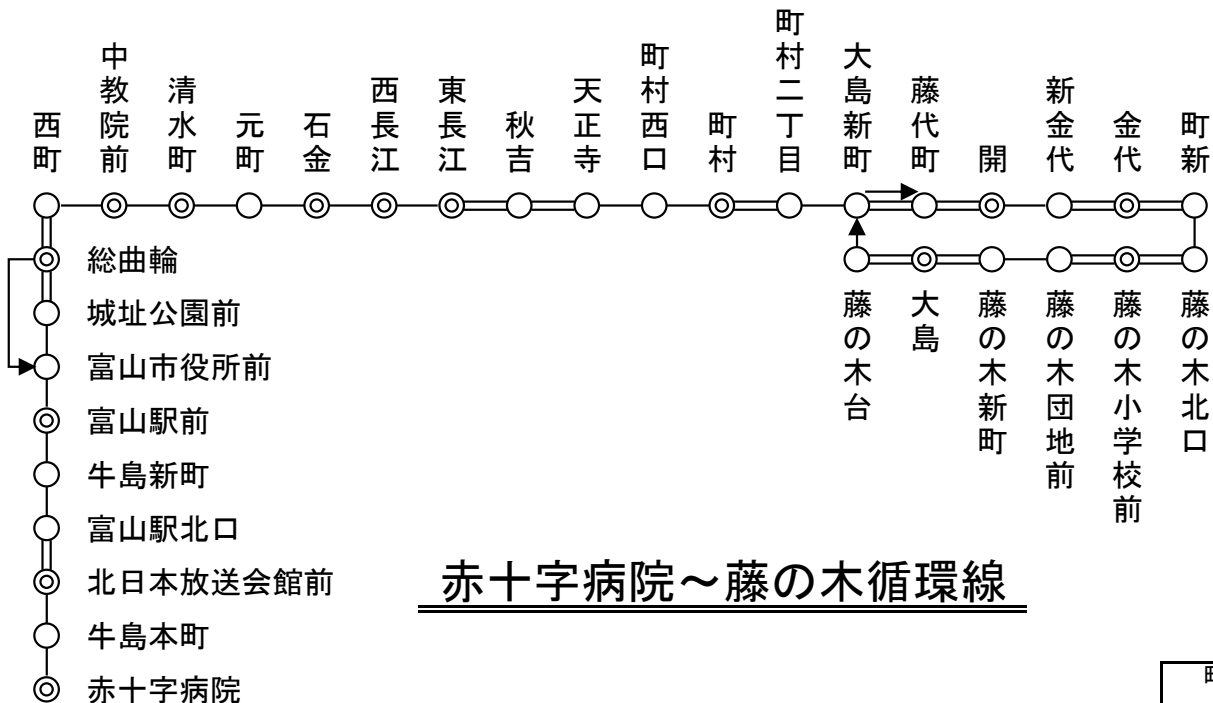 西町
中教院前
清水町
元町
石金
西長江
東長江
秋吉
天正寺
町村西口
町村
町村二丁目
大島新町
藤代町
開
新金代
金代
町新
総曲輪
城址公園前
富山市役所前
富山駅前
牛島新町
富山駅北口
北日本放送会館前
牛島本町
赤十字病院
藤の木台
大島
藤の木新町
藤の木団地前
藤の木小学校前
藤の木北口
赤十字病院～藤の木循環線